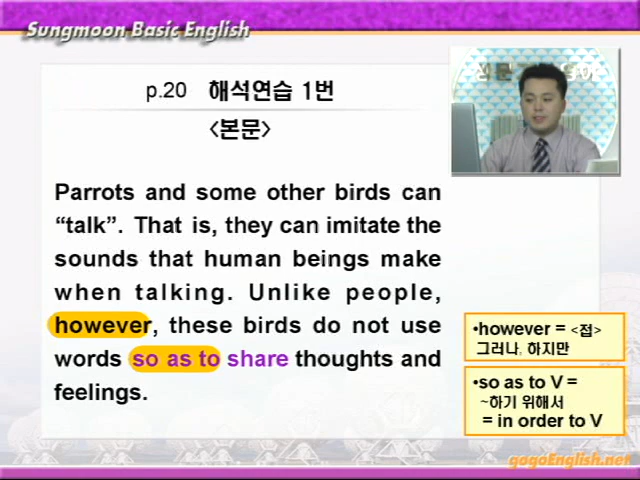 Sungmoon Basic English
p.20 해석연습 1번
<본문>
Parrots and some other birds can
“talk”. That is, they can imitate the
sounds that human beings make
when talking. Unlike people,
however, these birds do not use
words so as to share thoughts and
feelings.
•however = <접>
그러나, 하지만
•so as to V =
~하기 위해서
= in order to V
gogoEnglish.net